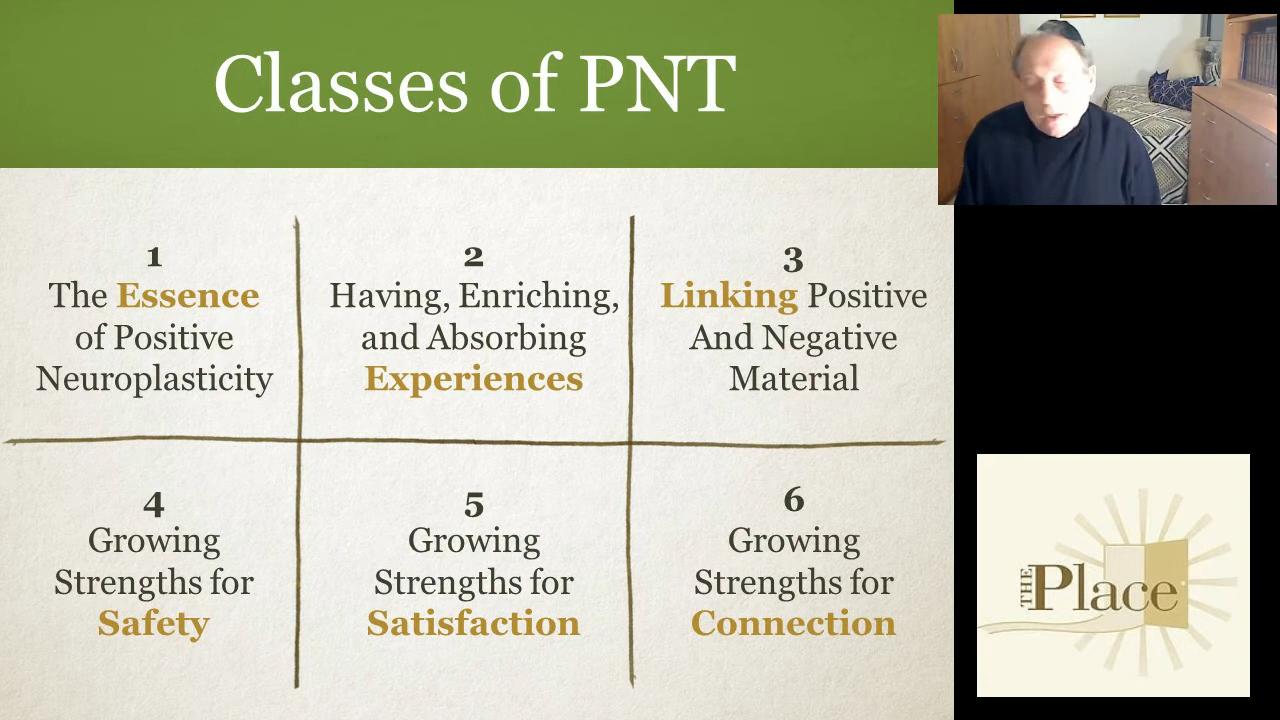 Classes of PNT
1
The Essence
of Positive
Neuroplasticity
2
Having, Enriching,
and Absorbing
Experiences
3
Linking Positive
And Negative
Material
4
Growing
Strengths for
Safety
5
Growing
Strengths for
Satisfaction
6
Growing
Strengths for
Connection
THE Place